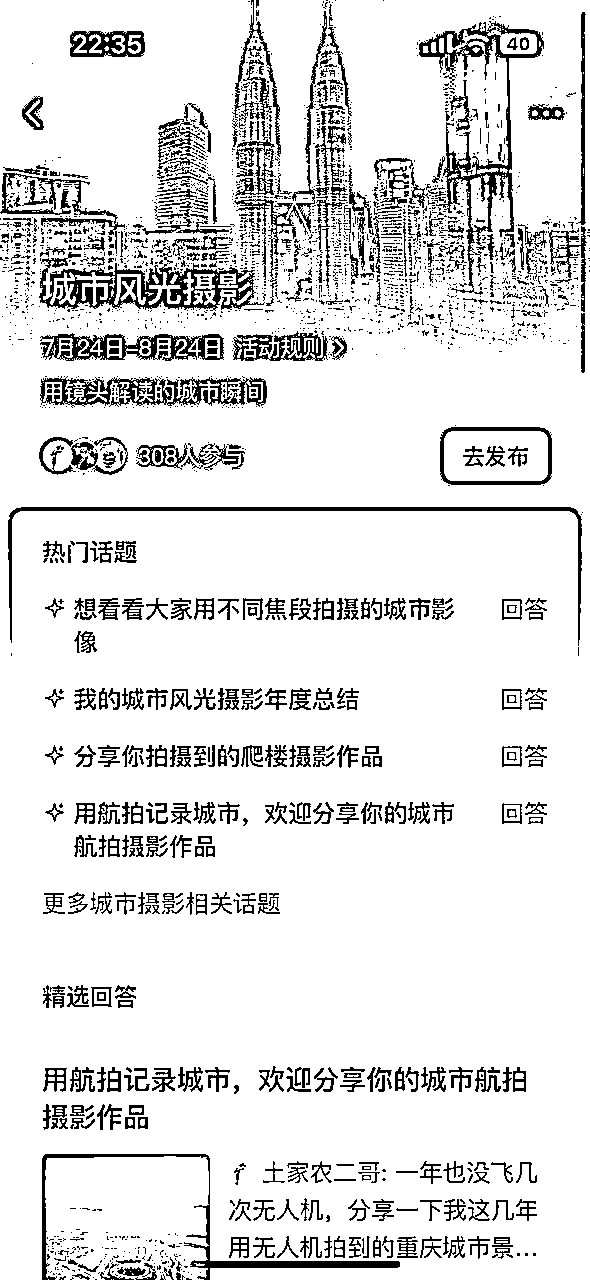 22:35
40
城市风光摄影
7月24日-8月24日 活动规则
用镜头解读的城市瞬间
308人参与
去发布
热门话题
想看看大家用不同焦段拍摄的城市影
像
回答
我的城市风光摄影年度总结
回答
分享你拍摄到的爬楼摄影作品
回答
用航拍记录城市，欢迎分享你的城市
航拍摄影作品
回答
更多城市摄影相关话题
精选回答
用航拍记录城市，欢迎分享你的城市航拍
摄影作品
土家农二哥: 一年也没飞几
次无人机，分享一下我这几年
用无人机拍到的重庆城市景...